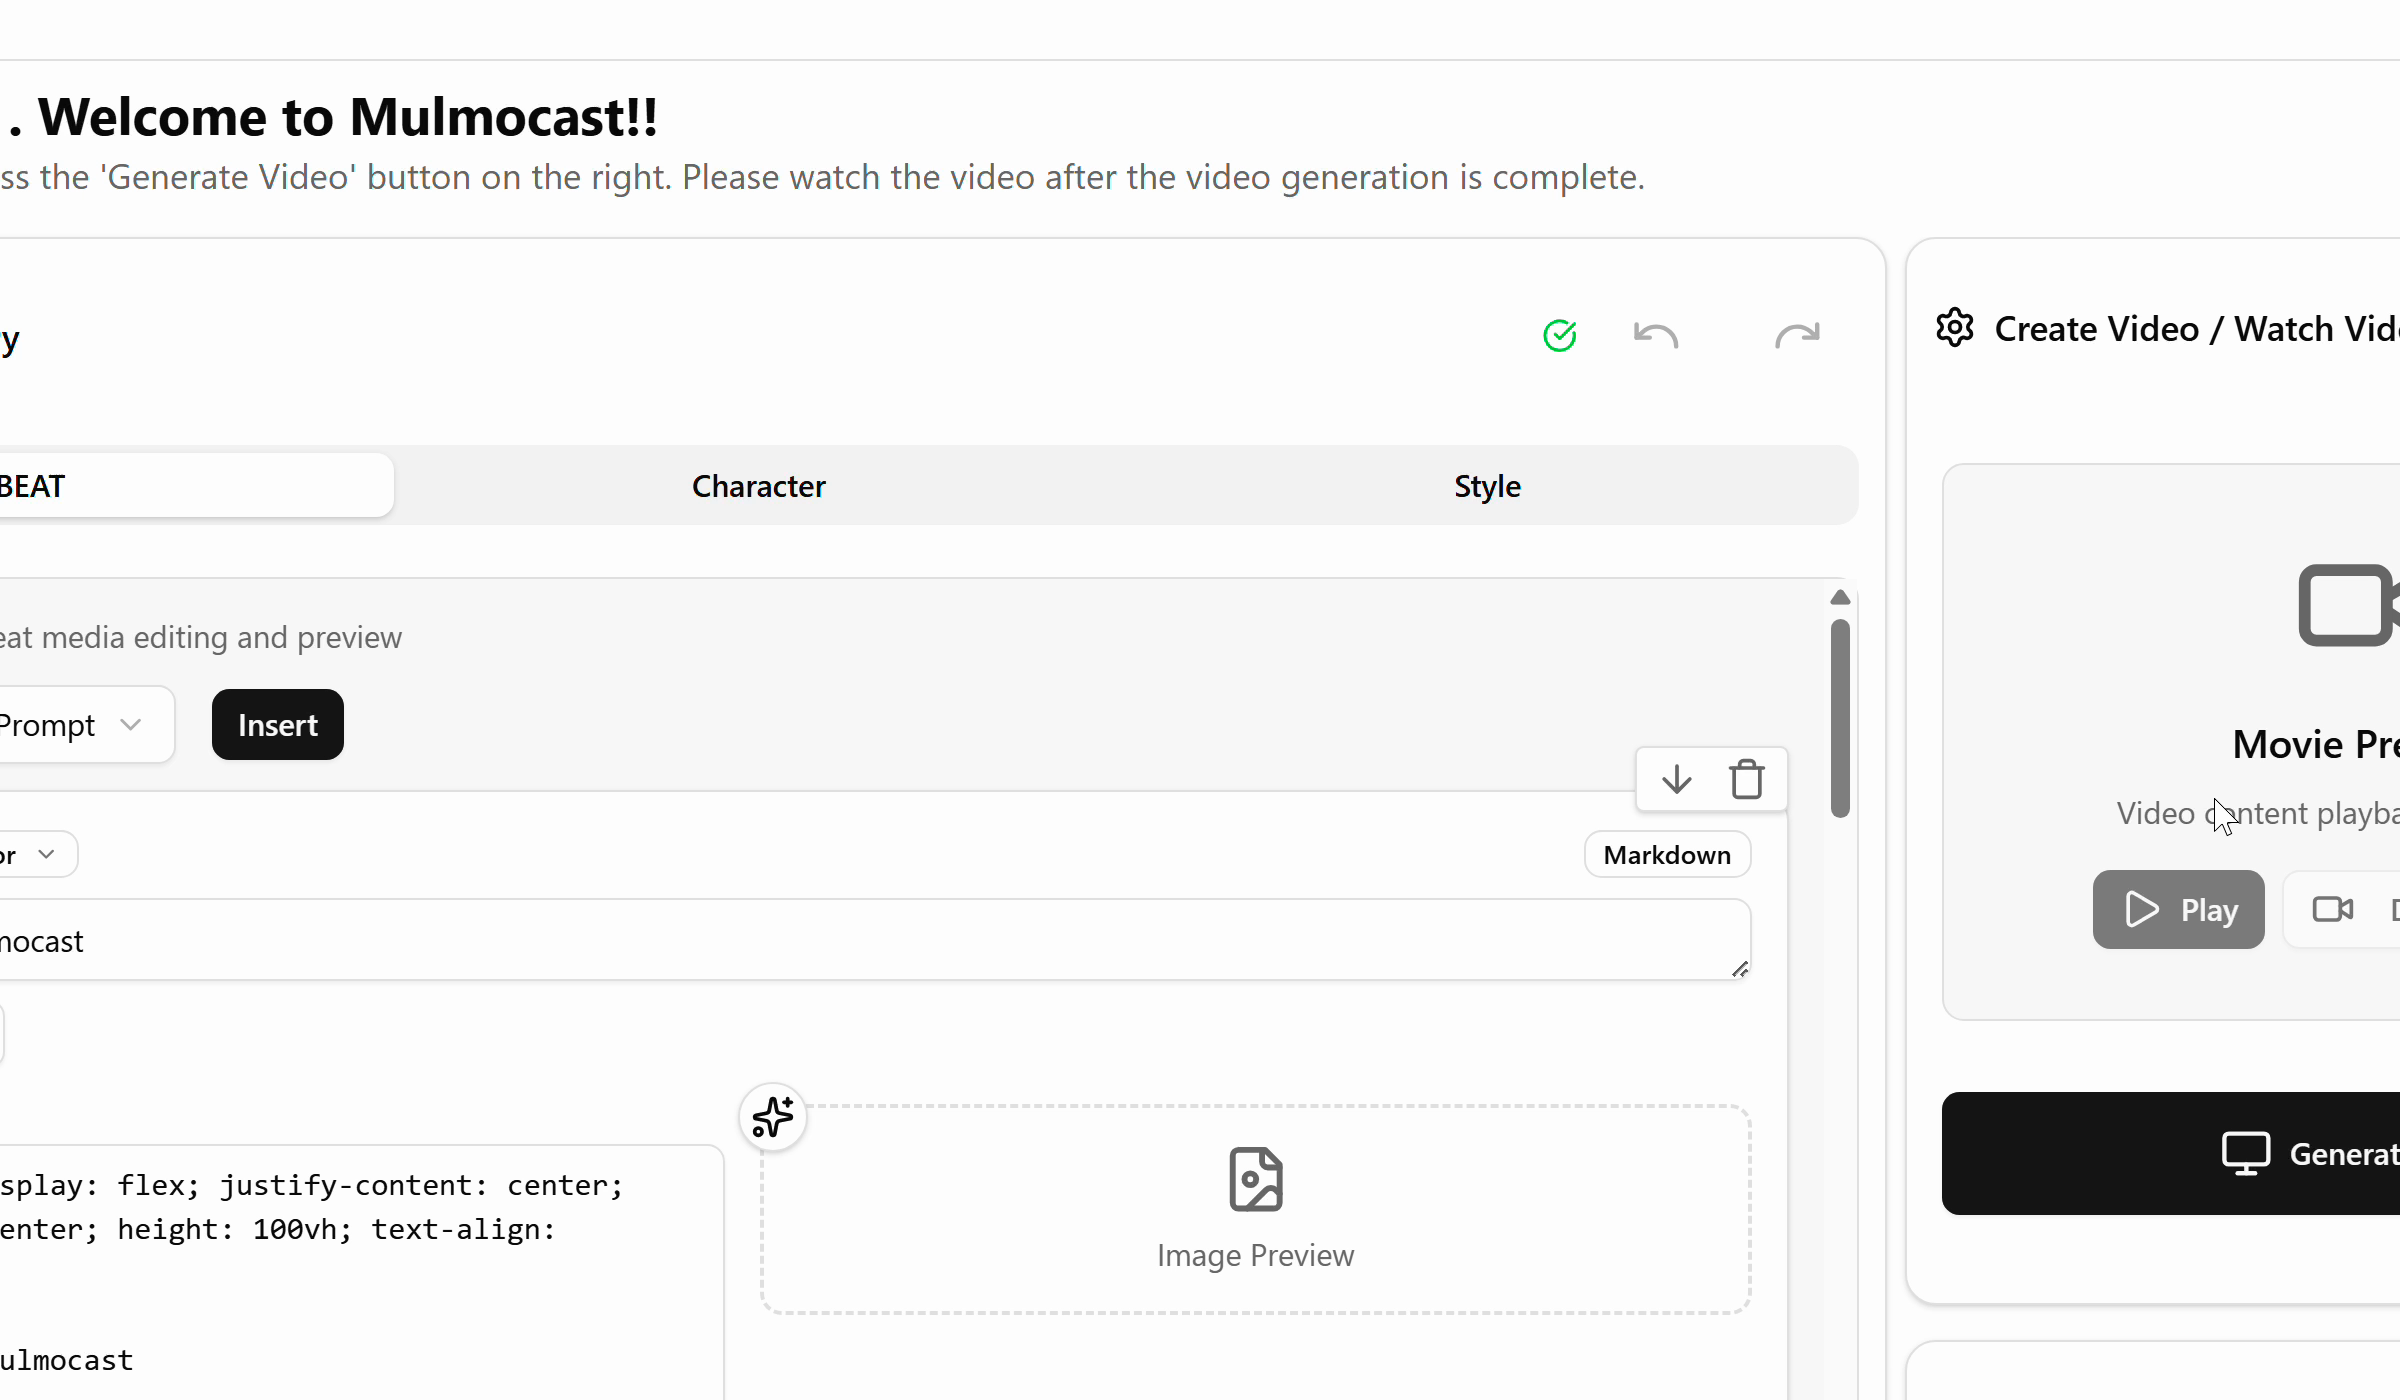 . Welcome to Mulmocast!!
ss the 'Generate Video' button on the right. Please watch the video after the video generation is complete.
y
Create Video / Watch Vid
BEAT
Character
Style
eat media editing and preview
Prompt
Insert
Movie Pre
Video content playba
or
Markdown
Play
mocast
splay: flex; justify-content: center;
enter; height: 100vh; text-align:
Image Preview
Generat
ulmocast